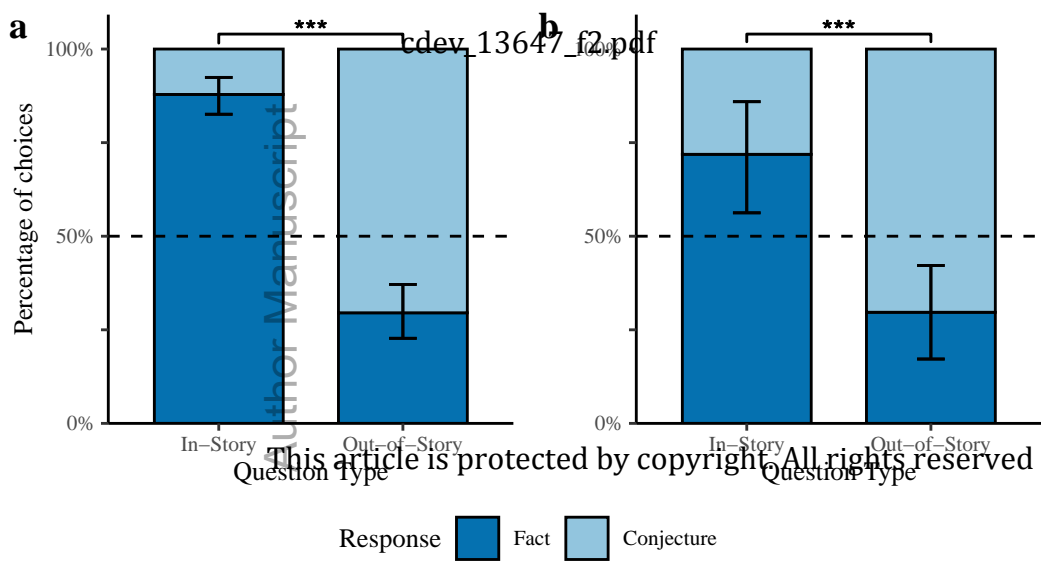 a
b
***
***
cdev_13647_f2.pdf
100%
100%
50%
50%
0%
0%
Percentage of choices
Author Manuscript
In−Story
Out−of−Story
In−Story
Out−of−Story
This article is protected by copyright. All rights reserved
Question Type
Question Type
Response
Fact
Conjecture